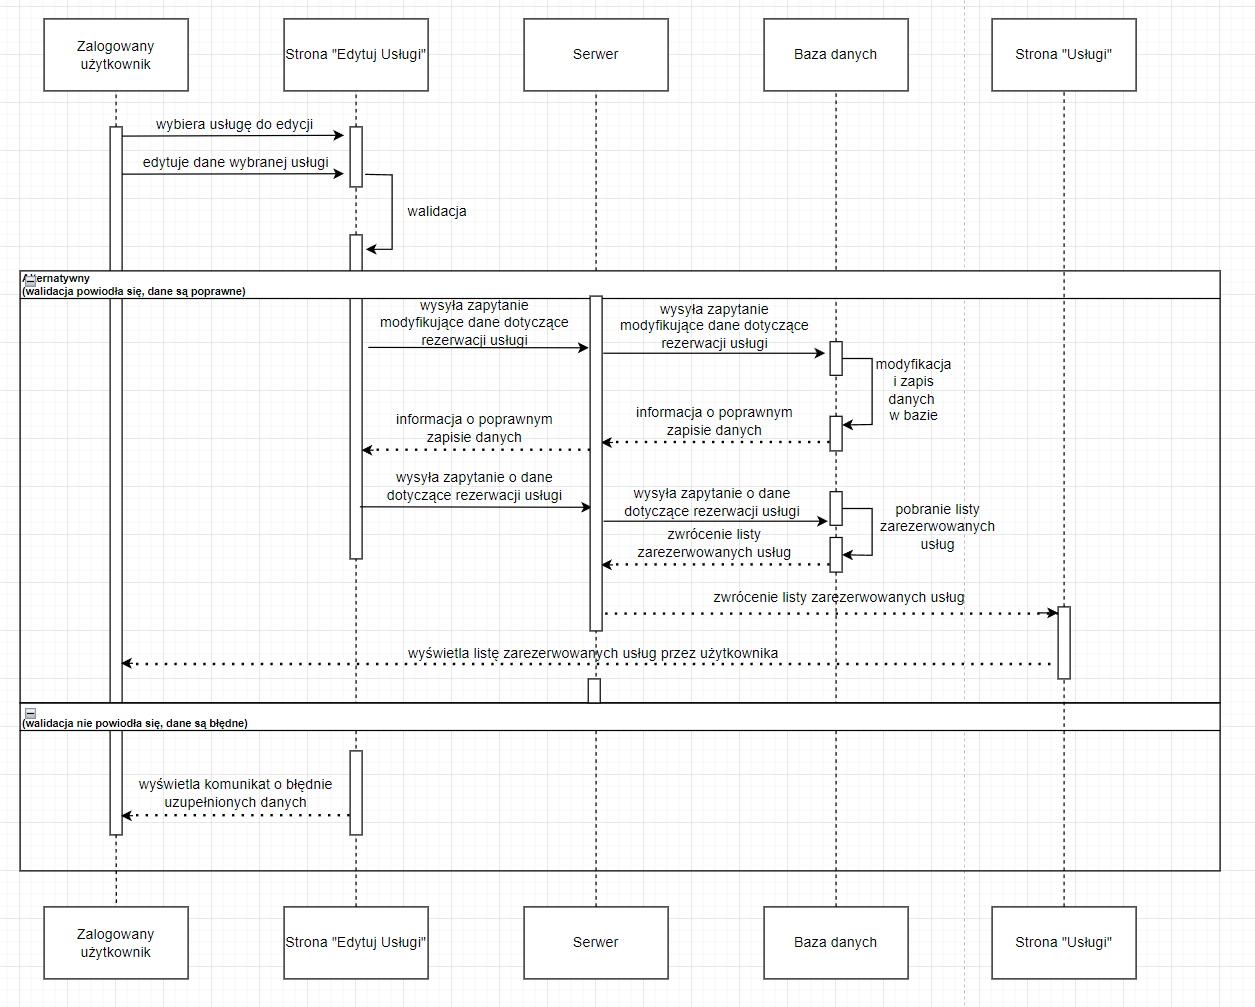 Zalogowany
użytkownik
Strona "Edytuj Usługi"
Serwer
Baza danych
Strona "Usługi"
wybiera usługę do edycji
edytuje dane wybranej usługi
walidacja
Alternatywny
(walidacja powiodła się, dane są poprawne)
wysyła zapytanie
modyfikujące dane dotyczące
rezerwacji usługi
wysyła zapytanie
modyfikujące dane dotyczące
rezerwacji usługi
modyfikacja
i zapis
danych
w bazie
informacja o poprawnym
zapisie danych
informacja o poprawnym
zapisie danych
wysyła zapytanie o dane
dotyczące rezerwacji usługi
wysyła zapytanie o dane
dotyczące rezerwacji usługi
pobranie listy
zarezerwowanych
usług
zwrócenie listy
zarezerwowanych usług
zwrócenie listy zarezerwowanych usług
wyświetla listę zarezerwowanych usług przez użytkownika
(walidacja nie powiodła się, dane są błędne)
wyświetla komunikat o błędnie
uzupełnionych danych
Zalogowany
użytkownik
Strona "Edytuj Usługi"
Serwer
Baza danych
Strona "Usługi"